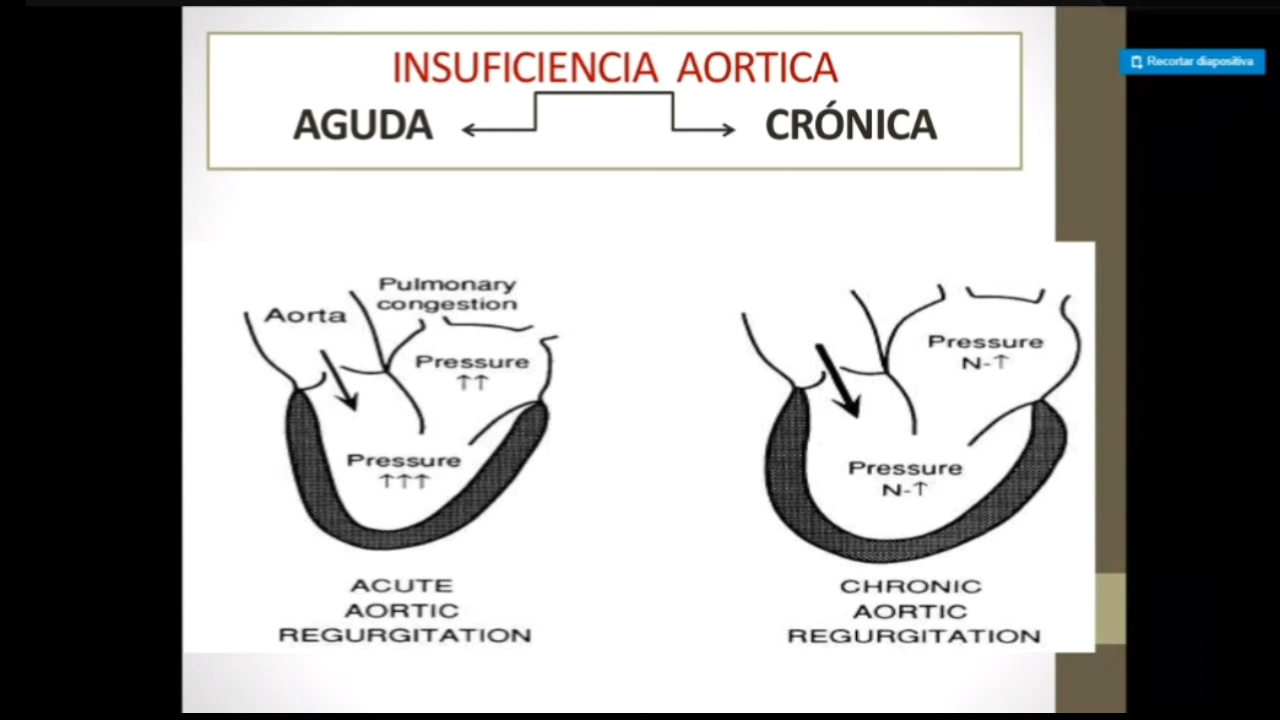 INSUFICIENCIA AORTICA
AGUDA
CRÓNICA
Recortar diapositiva
Pulmonary
congestion
Aorta
Pressure
↑↑
Pressure
↑↑↑
ACUTE
AORTIC
REGURGITATION
Pressure
N-↑
Pressure
N-↑
CHRONIC
AORTIC
REGURGITATION